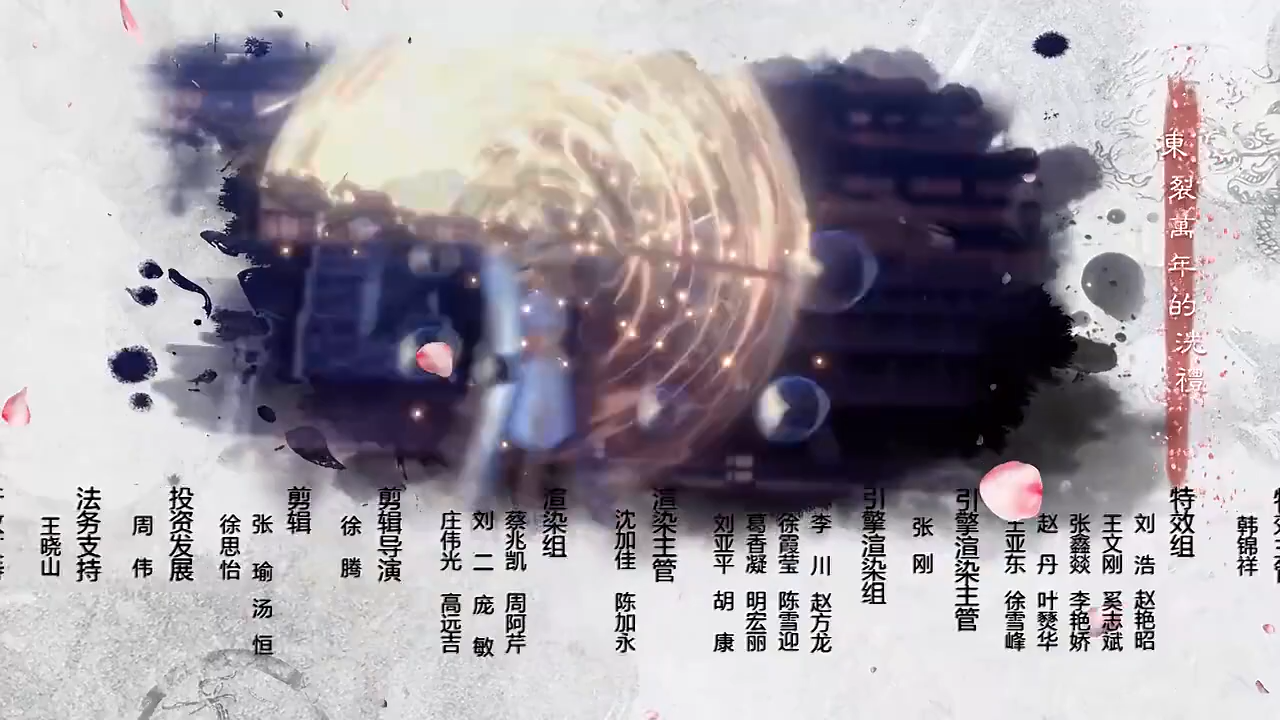 東裂萬年的洗禮
韩锦祥
特效组
刘浩 赵艳昭
王文刚 奚志斌
张鑫燚 李艳娇
赵丹 叶燹华
王亚东 徐雪峰
引擎渲染主管
张刚
引擎渲染组
李川 赵方龙
徐霞莹 陈雪迎
葛香凝 明宏丽
刘亚平 胡康
渲染主管
沈加佳 陈加永
渲染组
蔡兆凯 周阿芹
刘二 庞敏
庄伟光 高远吉
剪辑导演
徐腾
剪辑
张瑜 汤恒
徐思怡
投资发展
周伟
法务支持
王晓山